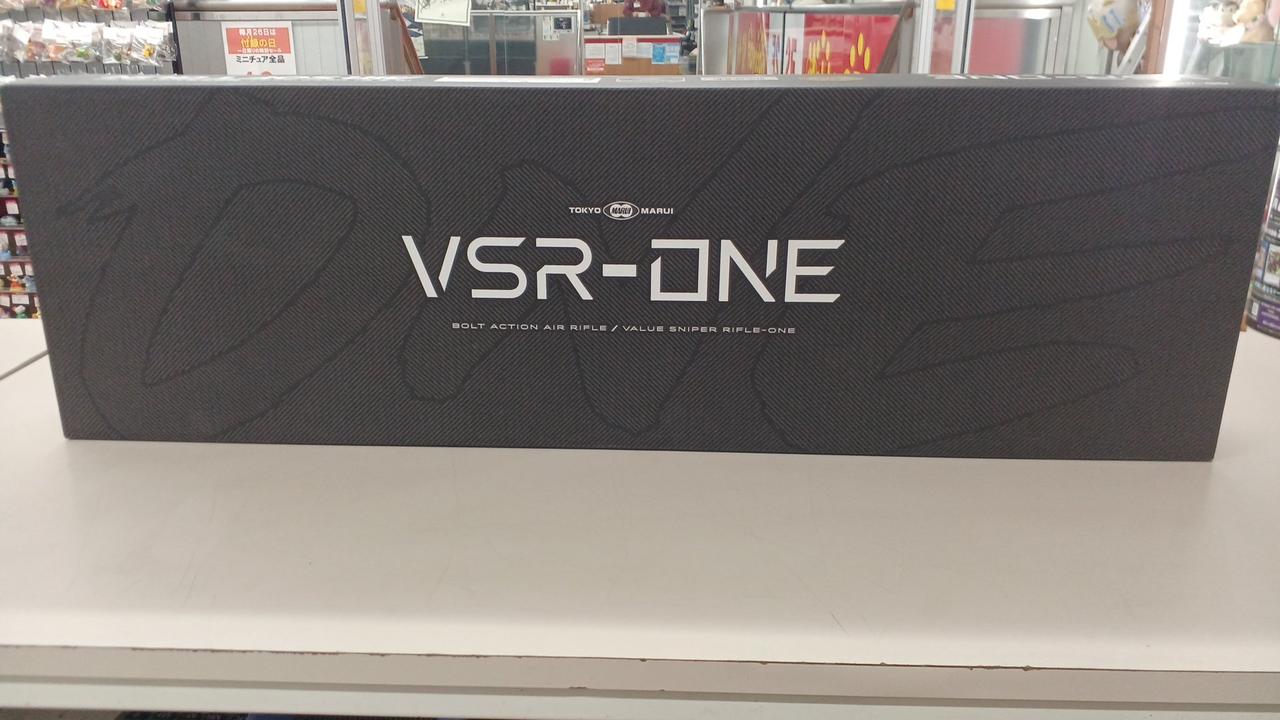 毎月26日は
付録の日
ミニチュア全品
TOKYO MARUI MARUI
VSR-ONE
BOLT ACTION AIR RIFLE / VALUE SNIPER RIFLE-ONE